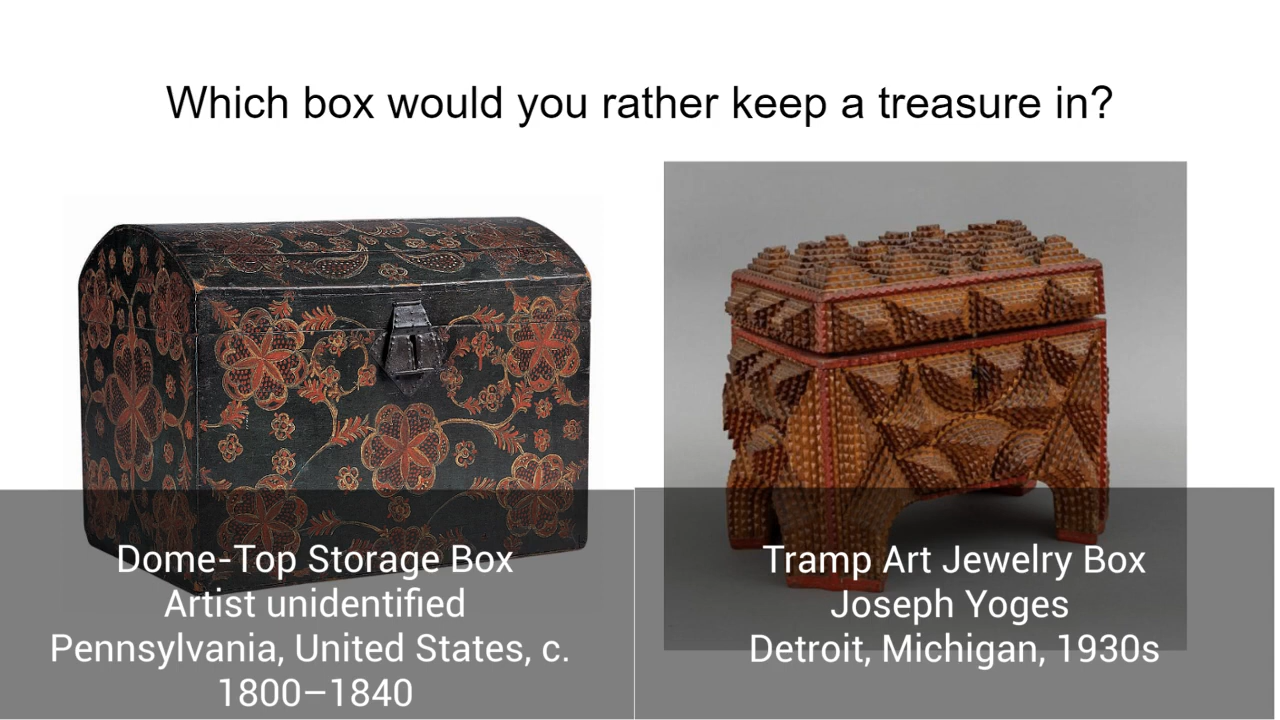 Which box would you rather keep a treasure in?
Dome-Top Storage Box
Artist unidentified
Pennsylvania, United States, c.
1800–1840
Tramp Art Jewelry Box
Joseph Yoges
Detroit, Michigan, 1930s